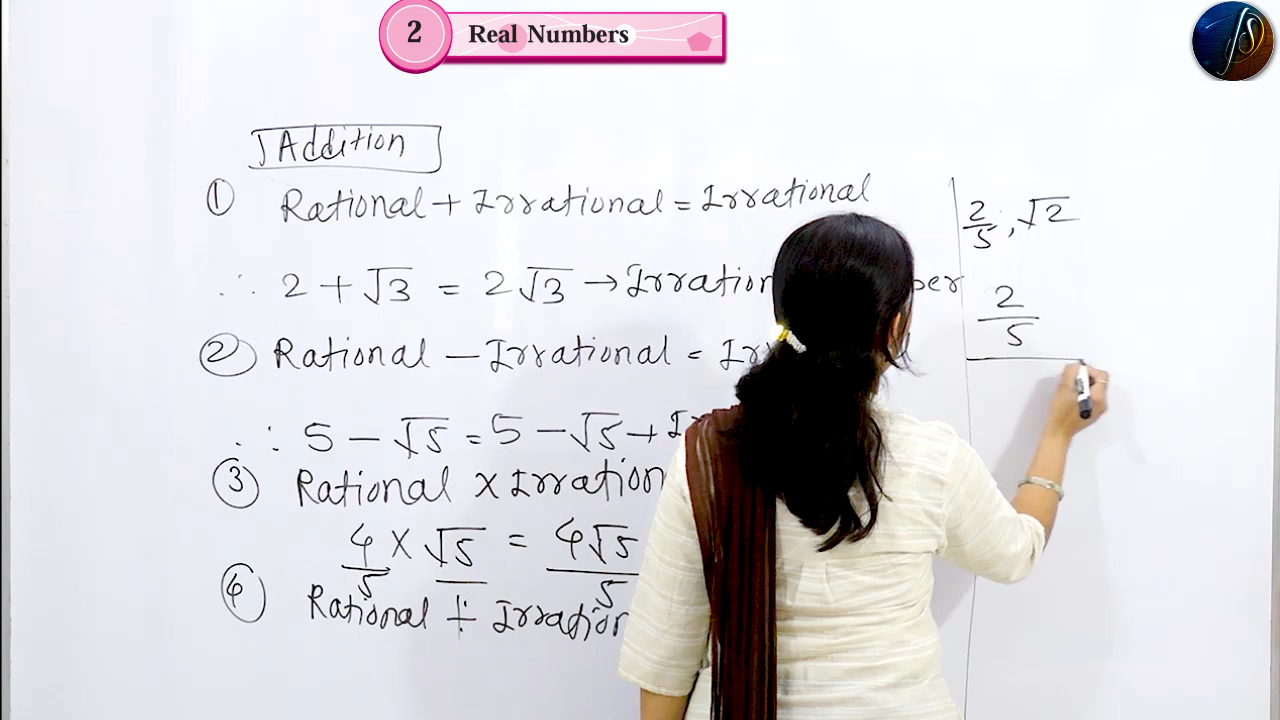 2 Real Numbers
Addition
① Rational + Irrational = Irrational
∴ 2 + √3 = 2√3 → Irration
② Rational − Irrational =
∴ 5 − √5 = 5 − √5 →
③ Rational × Irration
4/5 × √5 = 4√5/5
④ Rational ÷ Irration
2/5, √2
2/5